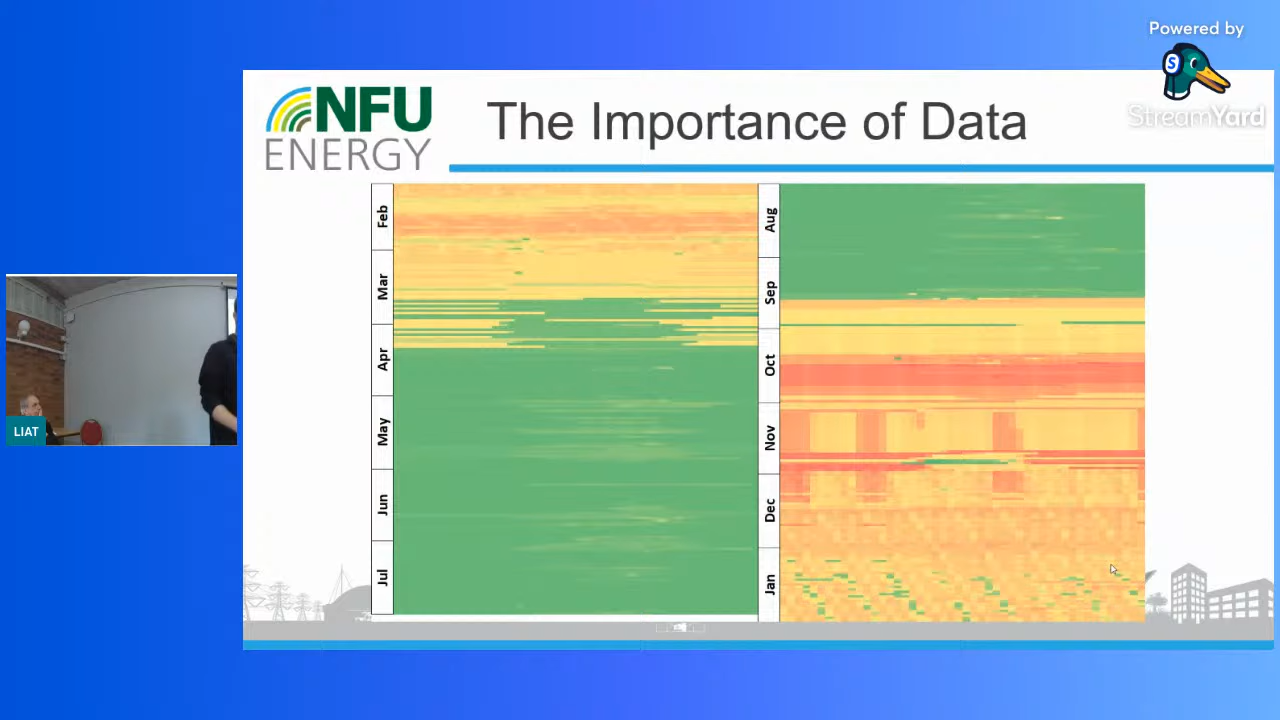 Powered by
StreamYard
NFU
ENERGY
The Importance of Data
Feb
Mar
Apr
May
Jun
Jul
Aug
Sep
Oct
Nov
Dec
Jan
LIAT